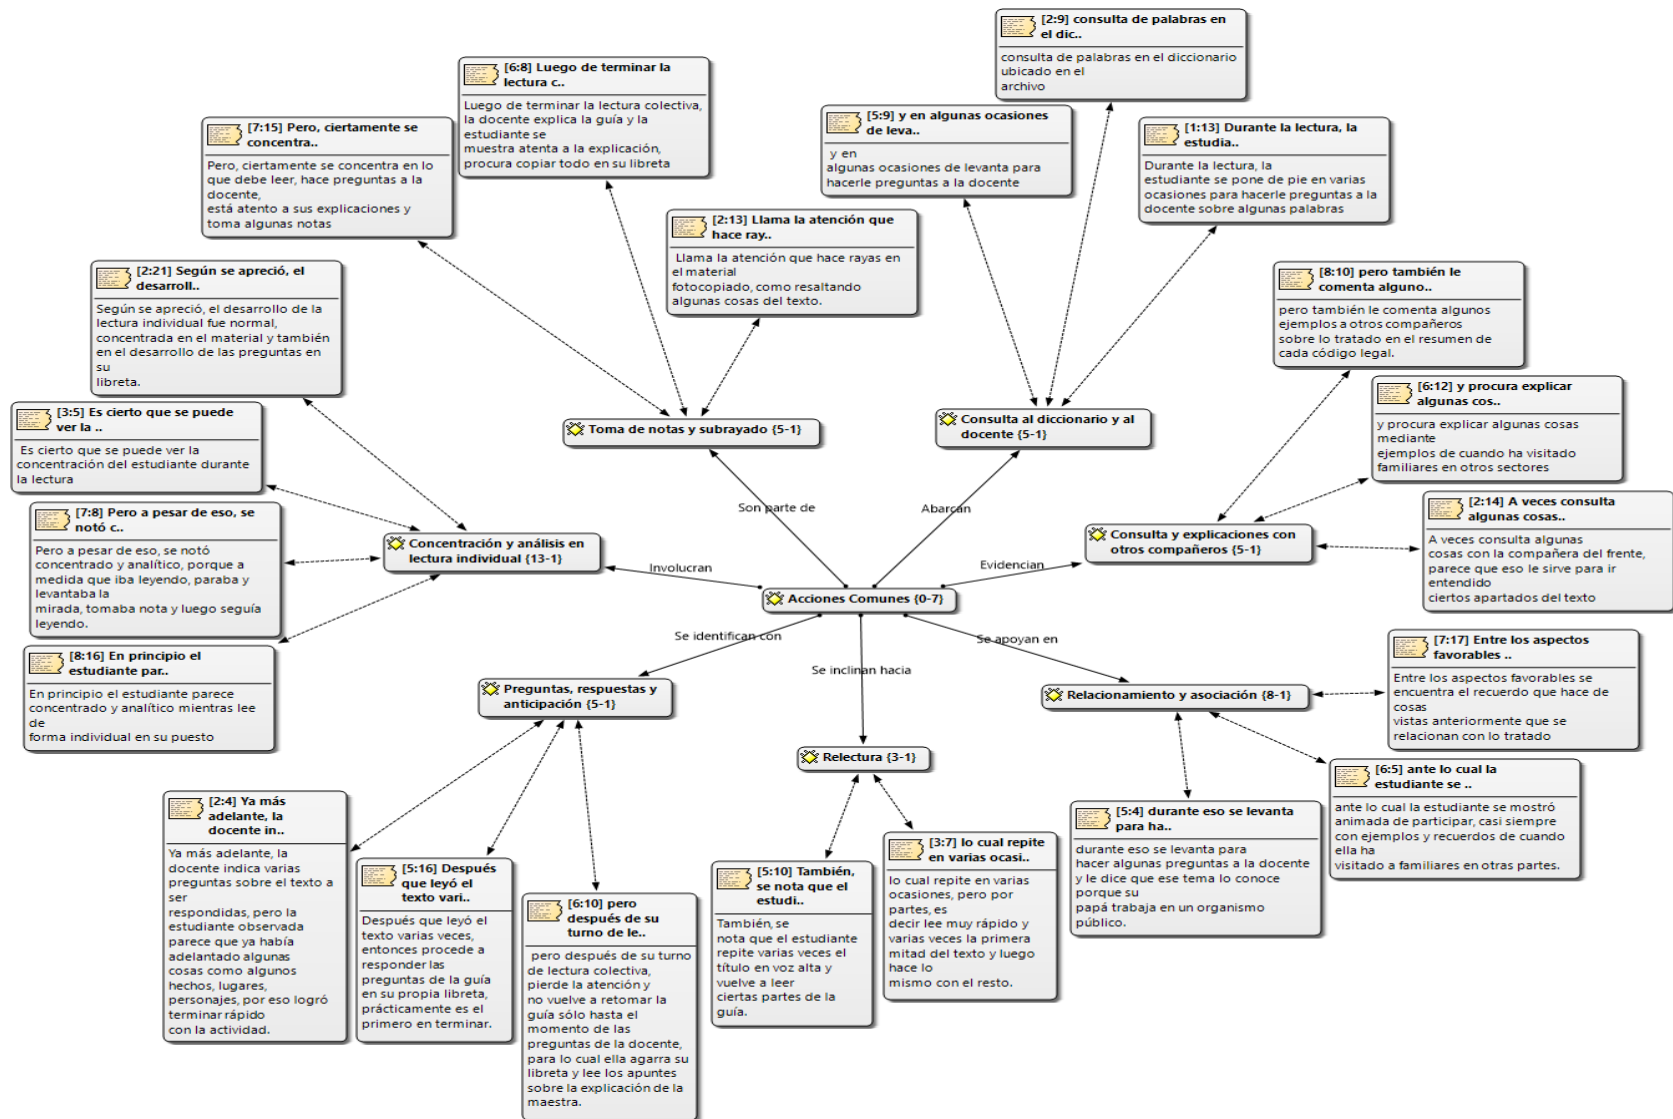 [2:9] consulta de palabras en
el dic..
consulta de palabras en el diccionario
ubicado en el
archivo
[6:8] Luego de terminar la
lectura c..
Luego de terminar la lectura colectiva,
la docente explica la guía y la
estudiante se
muestra atenta a la explicación,
procura copiar todo en su libreta
[5:9] y en algunas ocasiones
de leva..
y en
algunas ocasiones de levanta para
hacerle preguntas a la docente
[7:15] Pero, ciertamente se
concentra..
Pero, ciertamente se concentra en lo
que debe leer, hace preguntas a la
docente,
está atento a sus explicaciones y
toma algunas notas
[1:13] Durante la lectura, la
estudia..
Durante la lectura, la
estudiante se pone de pie en varias
ocasiones para hacerle preguntas a la
docente sobre algunas palabras
[2:13] Llama la atención que
hace ray..
Llama la atención que hace rayas en
el material
fotocopiado, como resaltando
algunas cosas del texto.
[2:21] Según se apreció, el
desarroll..
Según se apreció, el desarrollo de la
lectura individual fue normal,
concentrada en el material y también
en el desarrollo de las preguntas en
su
libreta.
[8:10] pero también le
comenta alguno..
pero también le comenta algunos
ejemplos a otros compañeros
sobre lo tratado en el resumen de
cada código legal.
[3:5] Es cierto que se puede
ver la ..
Es cierto que se puede ver la
concentración del estudiante durante
la lectura
Toma de notas y subrayado {5-1}
Consulta al diccionario y al
docente {5-1}
[6:12] y procura explicar
algunas cos..
y procura explicar algunas cosas
mediante
ejemplos de cuando ha visitado
familiares en otros sectores
[7:8] Pero a pesar de eso, se
notó c..
Pero a pesar de eso, se notó
concentrado y analítico, porque a
medida que iba leyendo, paraba y
levantaba la
mirada, tomaba nota y luego seguía
leyendo.
Son parte de
Abarcan
[2:14] A veces consulta
algunas cosas..
A veces consulta algunas
cosas con la compañera del frente,
parece que eso le sirve para ir
entendido
ciertos apartados del texto
Concentración y análisis en
lectura individual {13-1}
Consulta y explicaciones con
otros compañeros {5-1}
Involucran
Evidencian
Acciones Comunes {0-7}
[8:16] En principio el
estudiante par..
En principio el estudiante parece
concentrado y analítico mientras lee
de
forma individual en su puesto
Se identifican con
Se inclinan hacia
Se apoyan en
[7:17] Entre los aspectos
favorables ..
Entre los aspectos favorables se
encuentra el recuerdo que hace de
cosas
vistas anteriormente que se
relacionan con lo tratado
Preguntas, respuestas y
anticipación {5-1}
Relacionamiento y asociación {8-1}
Relectura {3-1}
[6:5] ante lo cual la
estudiante se ..
ante lo cual la estudiante se mostró
animada de participar, casi siempre
con ejemplos y recuerdos de cuando
ella ha
visitado a familiares en otras partes.
[2:4] Ya más
adelante, la
docente in..
Ya más adelante, la
docente indica varias
preguntas sobre el texto a
ser
respondidas, pero la
estudiante observada
parece que ya había
adelantado algunas
cosas como algunos
hechos, lugares,
personajes, por eso logró
terminar rápido
con la actividad.
[5:16] Después
que leyó el
texto vari..
Después que leyó el
texto varias veces,
entonces procede a
responder las
preguntas de la guía
en su propia libreta,
prácticamente es el
primero en terminar.
[6:10] pero
después de su
turno de le..
pero después de su turno
de lectura colectiva,
pierde la atención y
no vuelve a retomar la
guía sólo hasta el
momento de las
preguntas de la docente,
para lo cual ella agarra su
libreta y lee los apuntes
sobre la explicación de la
maestra.
[5:10] También,
se nota que el
estudi..
También, se
nota que el estudiante
repite varias veces el
título en voz alta y
vuelve a leer
ciertas partes de la
guía.
[3:7] lo cual repite
en varias ocasi..
lo cual repite en varias
ocasiones, pero por
partes, es
decir lee muy rápido y
varias veces la primera
mitad del texto y luego
hace lo
mismo con el resto.
[5:4] durante eso se levanta
para ha..
durante eso se levanta para
hacer algunas preguntas a la docente
y le dice que ese tema lo conoce
porque su
papá trabaja en un organismo
público.